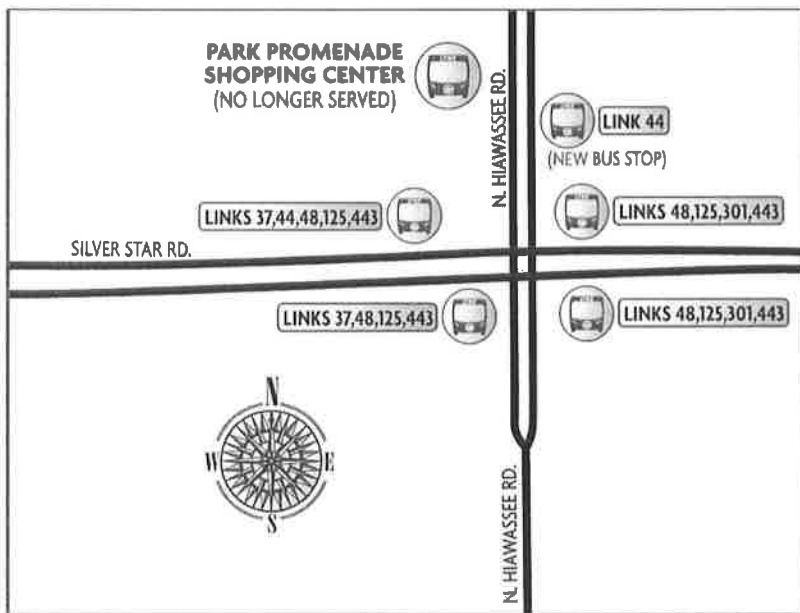 PARK PROMENADE
SHOPPING CENTER
(NO LONGER SERVED)
N. HIAWASSEE RD.
LINK 44
(NEW BUS STOP)
LINKS 37,44,48,125,443
LINKS 48,125,301,443
SILVER STAR RD.
LINKS 37,48,125,443
LINKS 48,125,301,443
N
W
E
S
N. HIAWASSEE RD.